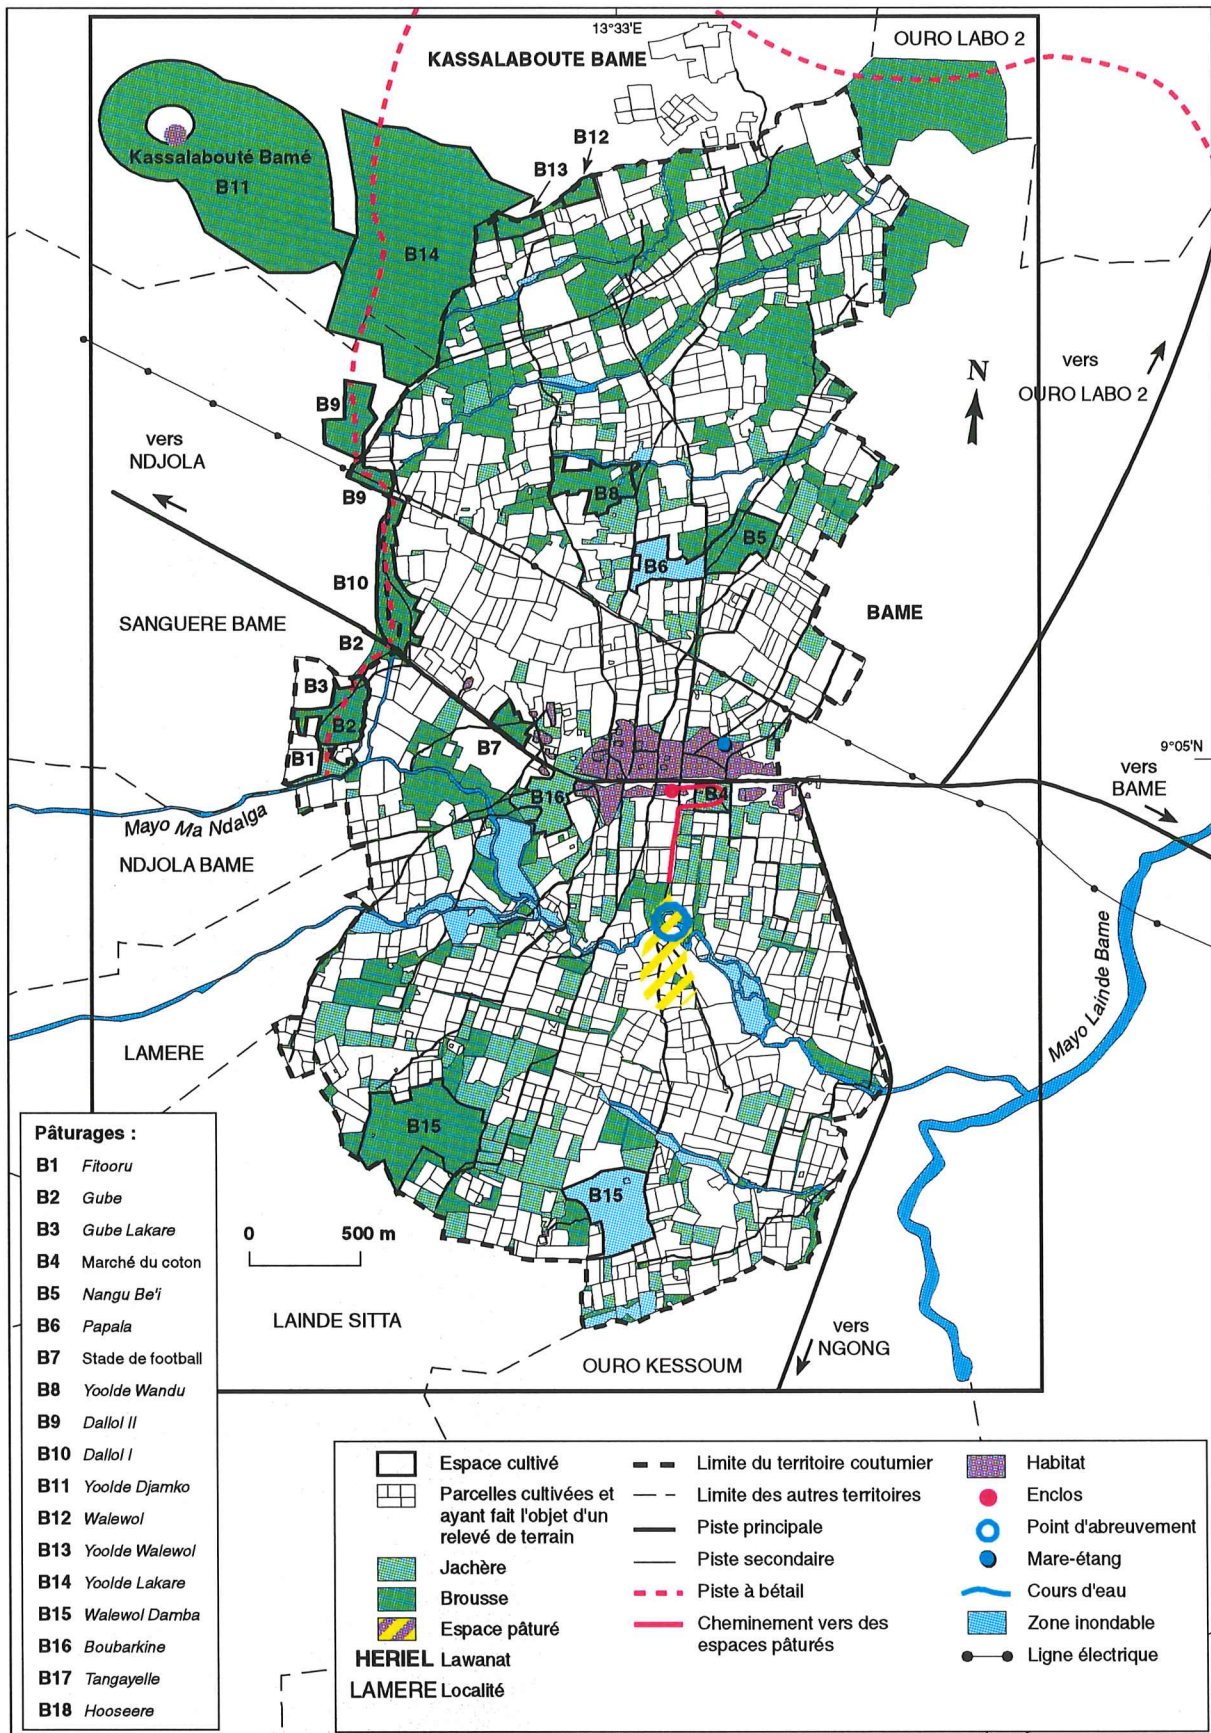 13°33'E
OURO LABO 2
KASSALABOUTE BAME
B12
B13
Kassalabouté Bamé
B11
B14
vers
OURO LABO 2
N
B9
vers
NDJOLA
B9
B8
B5
B6
B10
SANGUERE BAME
BAME
B2
B3
B2
B7
B1
9°05'N
vers
BAME
B16
B4
Mayo Ma Ndalga
NDJOLA BAME
Mayo Laindé Bame
LAMERE
B15
B15
0 500 m
LAINDE SITTA
vers
NGONG
OURO KESSOUM
Pâturages :
B1 Fitooru
B2 Gube
B3 Gube Lakare
B4 Marché du coton
B5 Nangu Be'i
B6 Papala
B7 Stade de football
B8 Yoolde Wandu
B9 Dallol II
B10 Dallol I
B11 Yoolde Djamko
B12 Walewol
B13 Yoolde Walewol
B14 Yoolde Lakare
B15 Walewol Damba
B16 Boubarkine
B17 Tangayelle
B18 Hooseere
Espace cultivé
Parcelles cultivées et
ayant fait l'objet d'un
relevé de terrain
Jachère
Brousse
Espace pâturé
HERIEL Lawanat
LAMERE Localité
Limite du territoire coutumier
Limite des autres territoires
Piste principale
Piste secondaire
Piste à bétail
Cheminement vers des
espaces pâturés
Habitat
Enclos
Point d'abreuvement
Mare-étang
Cours d'eau
Zone inondable
Ligne électrique